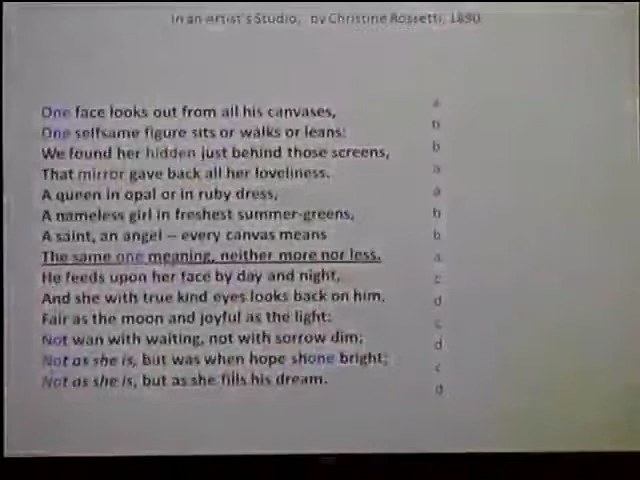 In an Artist's Studio, by Christine Rossetti, 1890
One face looks out from all his canvases, a
One selfsame figure sits or walks or leans: b
We found her hidden just behind those screens, b
That mirror gave back all her loveliness. a
A queen in opal or in ruby dress, a
A nameless girl in freshest summer-greens, b
A saint, an angel – every canvas means b
The same one meaning, neither more nor less. a
He feeds upon her face by day and night, c
And she with true kind eyes looks back on him, d
Fair as the moon and joyful as the light: c
Not wan with waiting, not with sorrow dim; d
Not as she is, but was when hope shone bright; c
Not as she is, but as she fills his dream. d